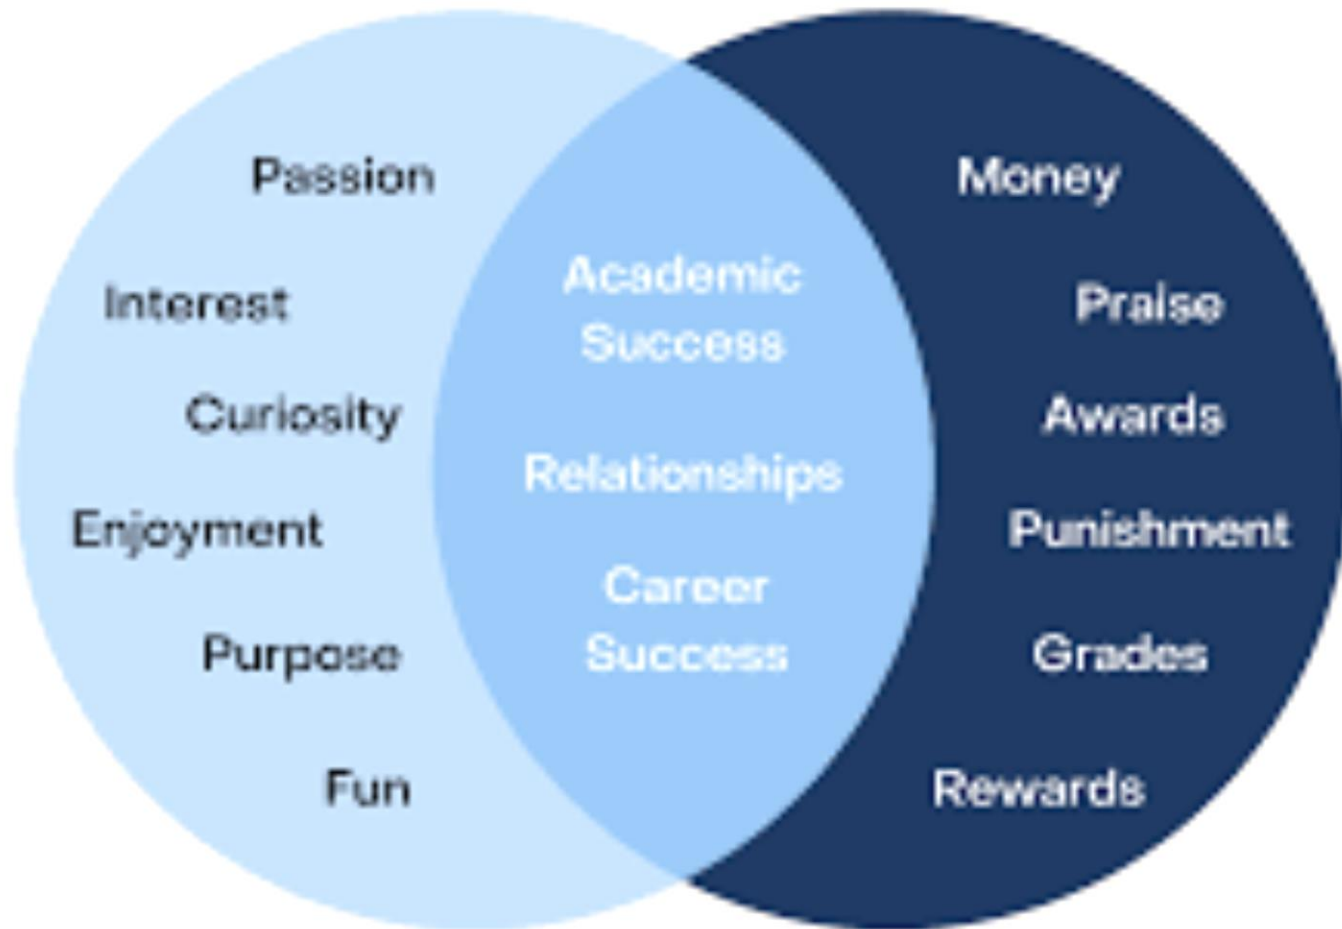 Passion
Interest
Curiosity
Enjoyment
Purpose
Fun
Academic
Success
Relationships
Career
Success
Money
Praise
Awards
Punishment
Grades
Rewards